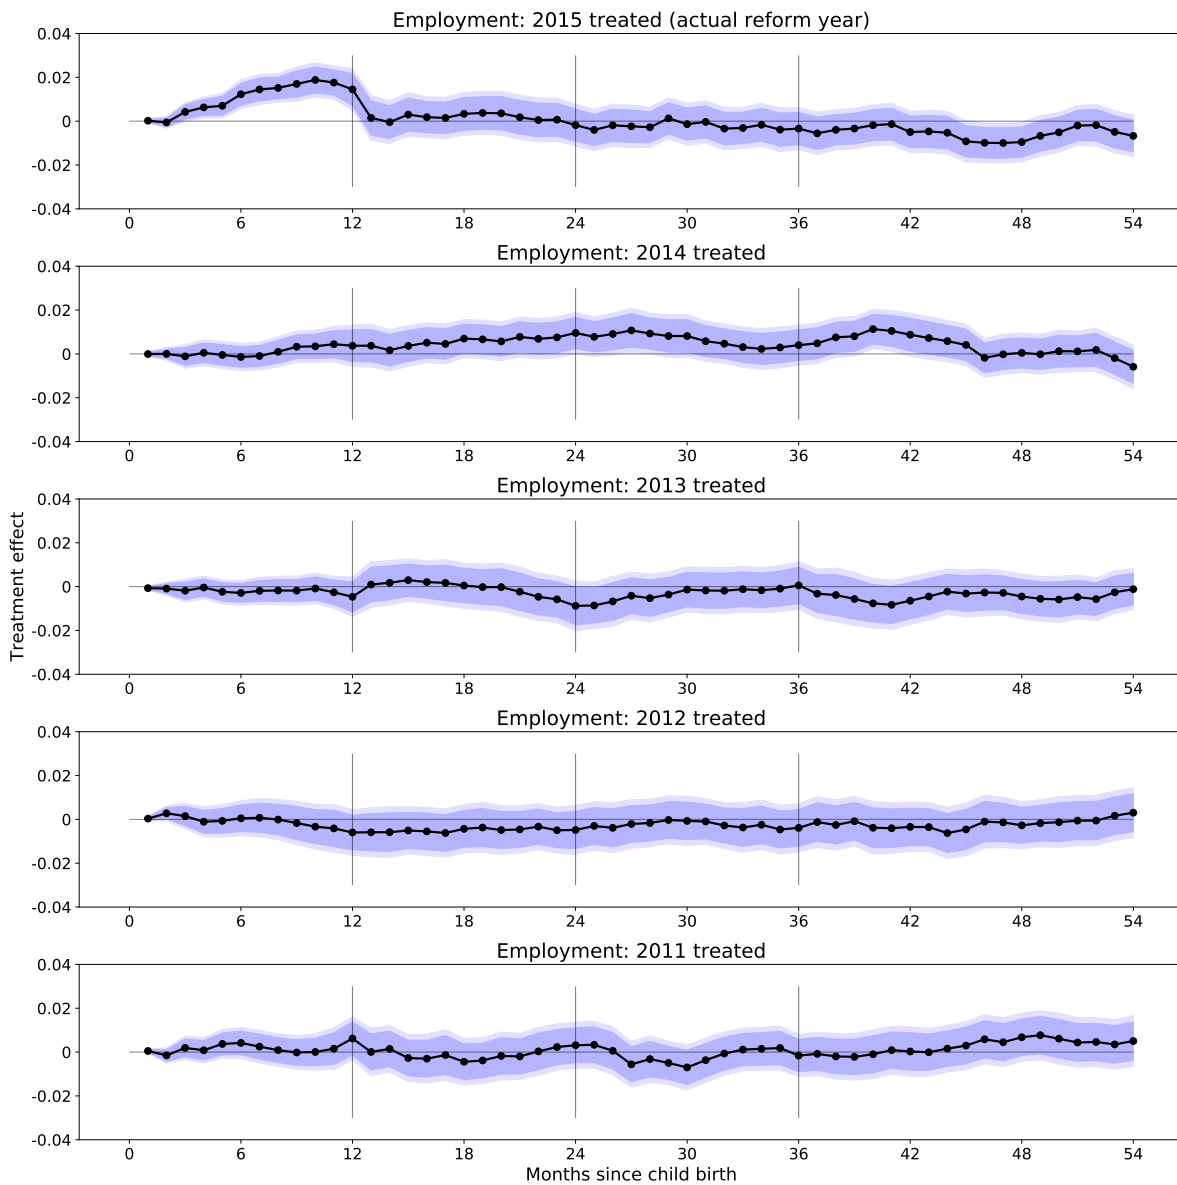 Employment: 2015 treated (actual reform year)
0.04
0.02
0
-0.02
-0.04
0 6 12 18 24 30 36 42 48 54
Employment: 2014 treated
0.04
0.02
0
-0.02
-0.04
0 6 12 18 24 30 36 42 48 54
Employment: 2013 treated
0.04
0.02
0
-0.02
-0.04
0 6 12 18 24 30 36 42 48 54
Treatment effect
Employment: 2012 treated
0.04
0.02
0
-0.02
-0.04
0 6 12 18 24 30 36 42 48 54
Employment: 2011 treated
0.04
0.02
0
-0.02
-0.04
0 6 12 18 24 30 36 42 48 54
Months since child birth